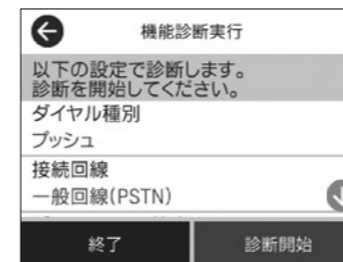 機能診断実行
以下の設定で診断します。
診断を開始してください。
ダイヤル種別
プッシュ
接続回線
一般回線(PSTN)
終了
診断開始